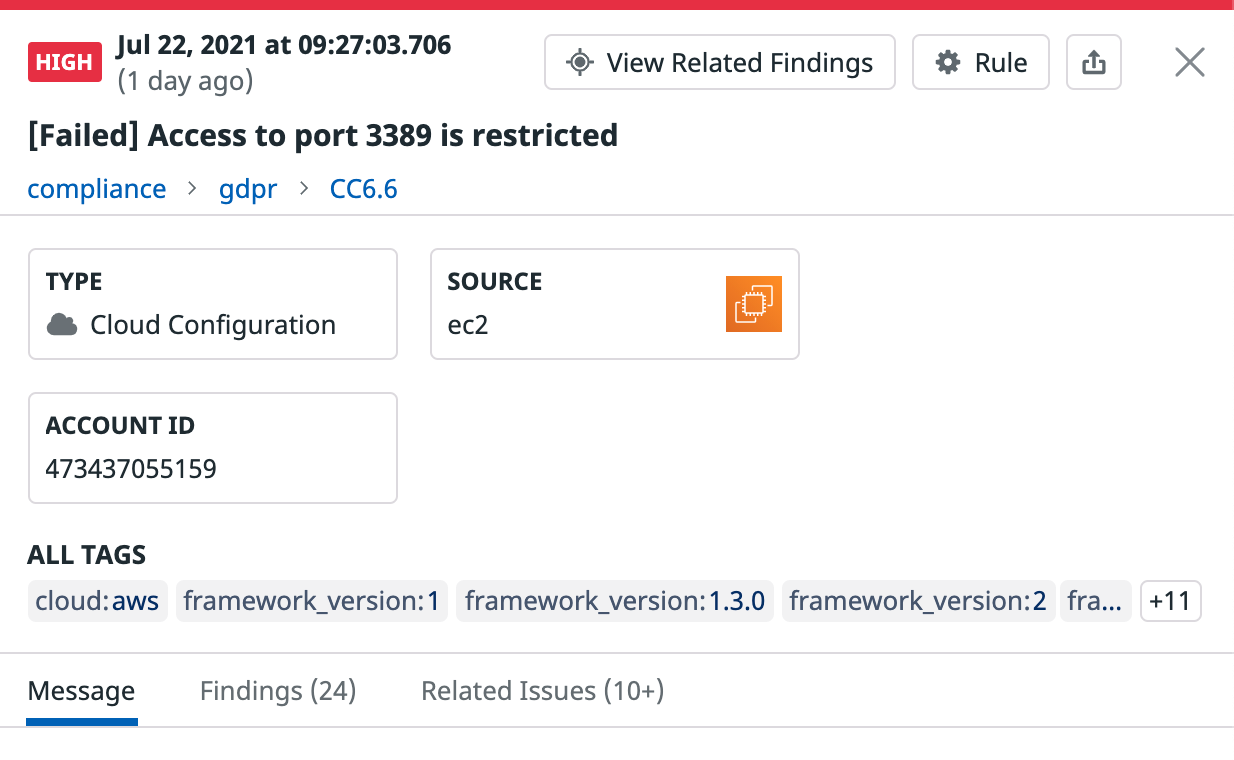 HIGH
Jul 22, 2021 at 09:27:03.706
(1 day ago)
View Related Findings
Rule
[Failed] Access to port 3389 is restricted
compliance > gdpr > CC6.6
TYPE
Cloud Configuration
SOURCE
ec2
ACCOUNT ID
473437055159
ALL TAGS
cloud:aws framework_version:1 framework_version:1.3.0 framework_version:2 fra... +11
Message Findings (24) Related Issues (10+)